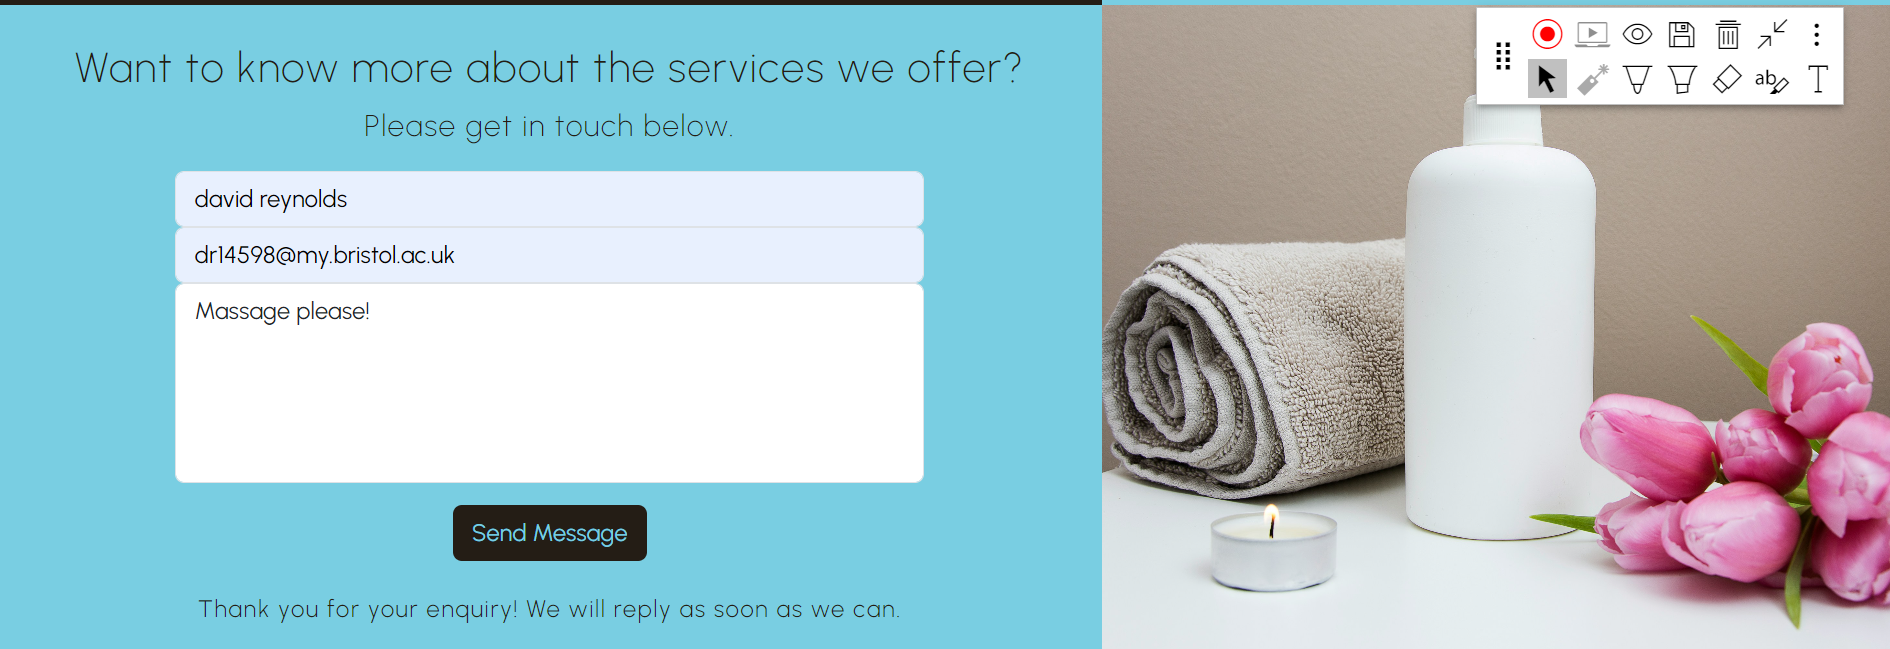 Want to know more about the services we offer?
Please get in touch below.
david reynolds
dr14598@my.bristol.ac.uk
Massage please!
Send Message
Thank you for your enquiry! We will reply as soon as we can.
ab
T